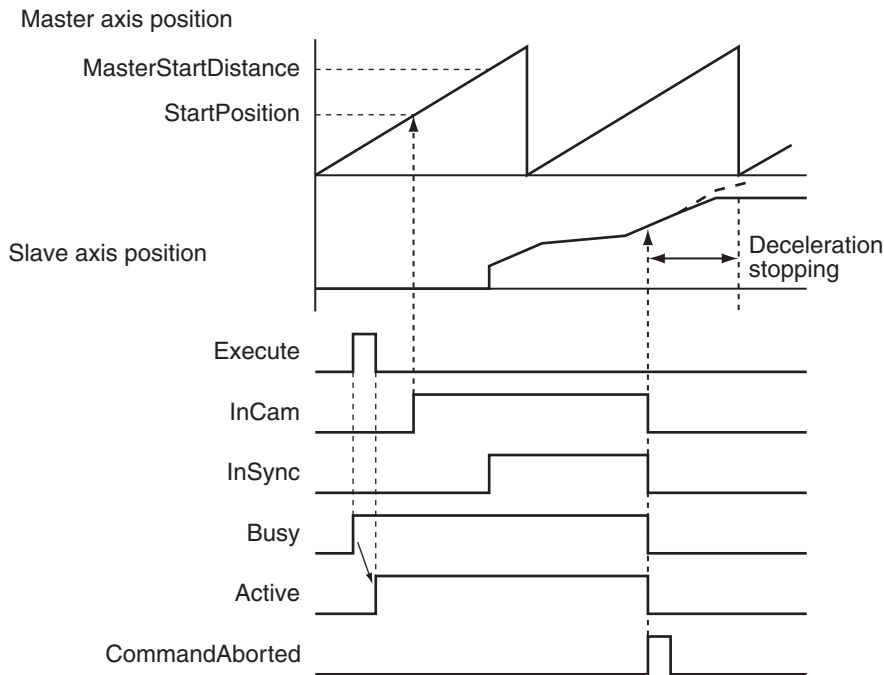 Master axis position
MasterStartDistance
StartPosition
Slave axis position
Deceleration
stopping
Execute
InCam
InSync
Busy
Active
CommandAborted